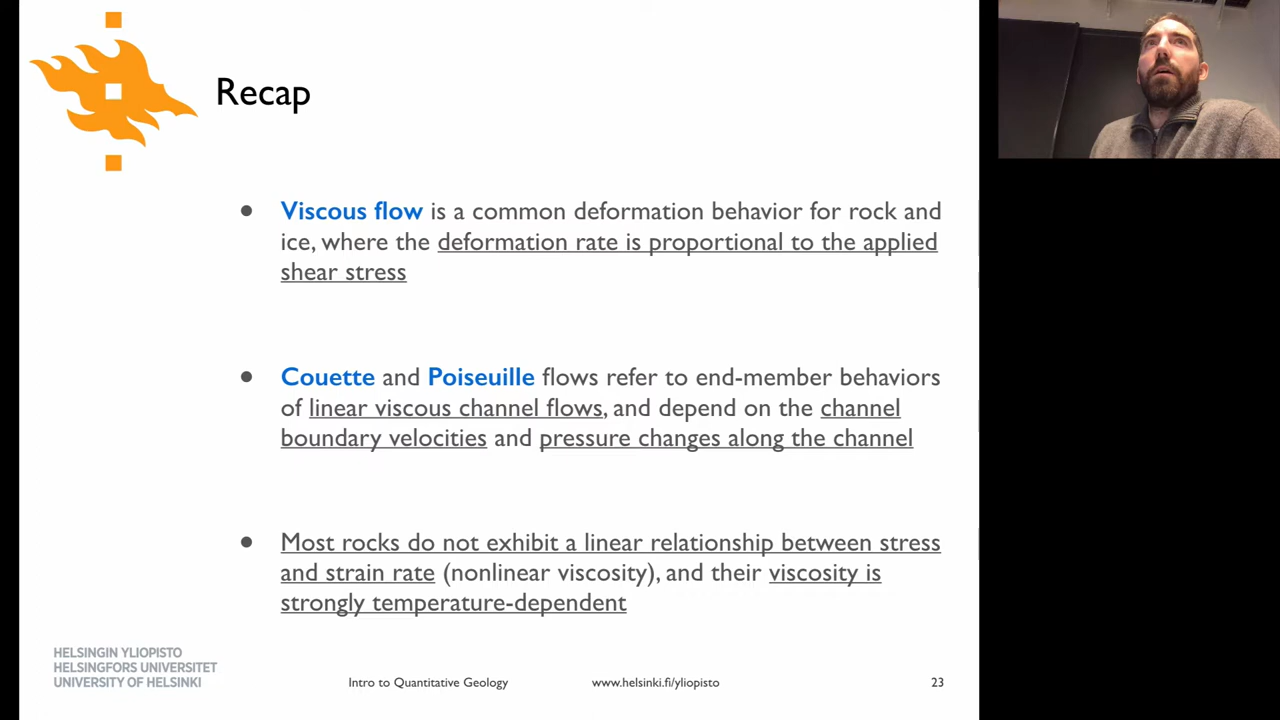 Recap
● Viscous flow is a common deformation behavior for rock and
ice, where the deformation rate is proportional to the applied
shear stress
● Couette and Poiseuille flows refer to end-member behaviors
of linear viscous channel flows, and depend on the channel
boundary velocities and pressure changes along the channel
● Most rocks do not exhibit a linear relationship between stress
and strain rate (nonlinear viscosity), and their viscosity is
strongly temperature-dependent
HELSINGIN YLIOPISTO
HELSINGFORS UNIVERSITET
UNIVERSITY OF HELSINKI
Intro to Quantitative Geology
www.helsinki.fi/yliopisto
23